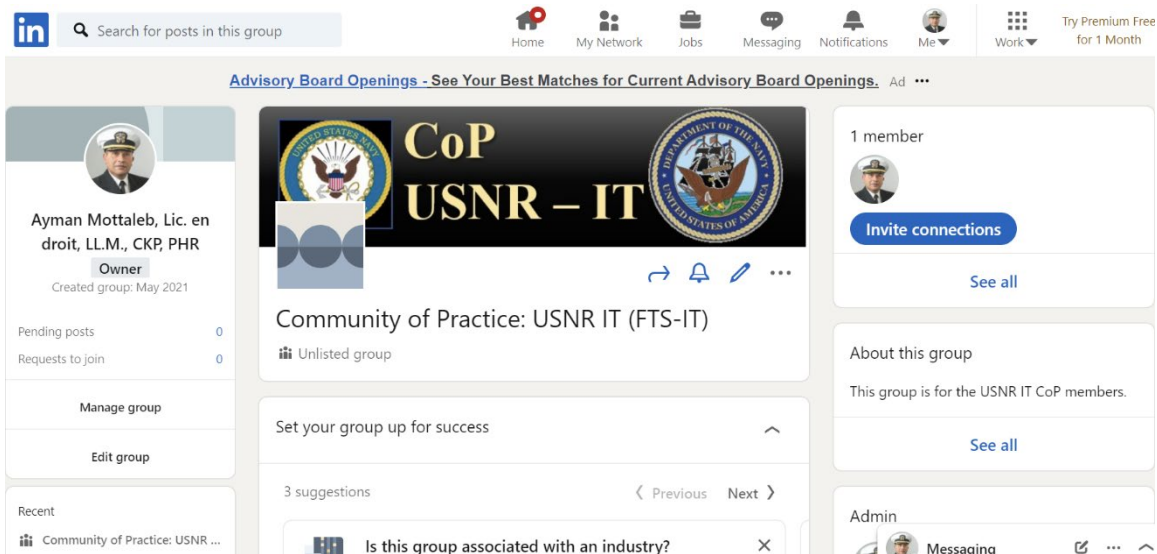 in
Search for posts in this group
Home
My Network
Jobs
Messaging
Notifications
Me
Work
Try Premium Free
for 1 Month
Advisory Board Openings - See Your Best Matches for Current Advisory Board Openings. Ad
Ayman Mottaleb, Lic. en
droit, LL.M., CKP, PHR
Owner
Created group: May 2021
Pending posts 0
Requests to join 0
Manage group
Edit group
Recent
Community of Practice: USNR ...
UNITED STATES NAVY
CoP
USNR – IT
DEPARTMENT OF THE NAVY
UNITED STATES OF AMERICA
Community of Practice: USNR IT (FTS-IT)
Unlisted group
Set your group up for success
3 suggestions
Previous Next
Is this group associated with an industry?
1 member
Invite connections
See all
About this group
This group is for the USNR IT CoP members.
See all
Admin
Messaging